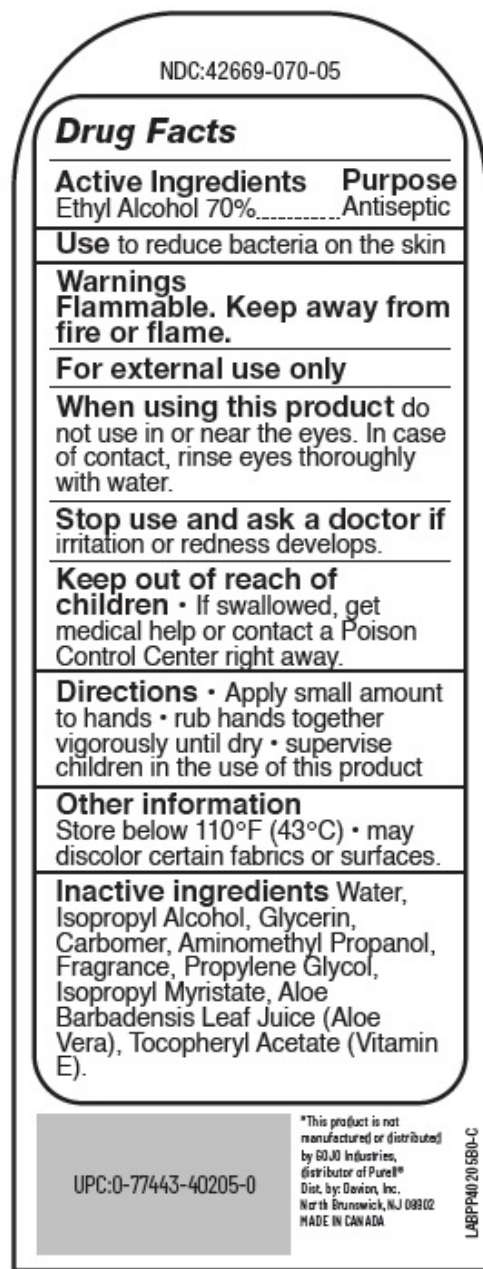 NDC:42669-070-05
Drug Facts
Active Ingredients Purpose
Ethyl Alcohol 70%............Antiseptic
Use to reduce bacteria on the skin
Warnings
Flammable. Keep away from
fire or flame.
For external use only
When using this product do
not use in or near the eyes. In case
of contact, rinse eyes thoroughly
with water.
Stop use and ask a doctor if
irritation or redness develops.
Keep out of reach of
children • If swallowed, get
medical help or contact a Poison
Control Center right away.
Directions • Apply small amount
to hands • rub hands together
vigorously until dry • supervise
children in the use of this product
Other information
Store below 110°F (43°C) • may
discolor certain fabrics or surfaces.
Inactive ingredients Water,
Isopropyl Alcohol, Glycerin,
Carbomer, Aminomethyl Propanol,
Fragrance, Propylene Glycol,
Isopropyl Myristate, Aloe
Barbadensis Leaf Juice (Aloe
Vera), Tocopheryl Acetate (Vitamin
E).
UPC:0-77443-40205-0
*This product is not
manufactured or distributed
by GOJO Industries,
distributor of Purell®
Dist. by: Davion, Inc.
North Brunswick, NJ 08902
MADE IN CANADA
LABPP40205B0-C